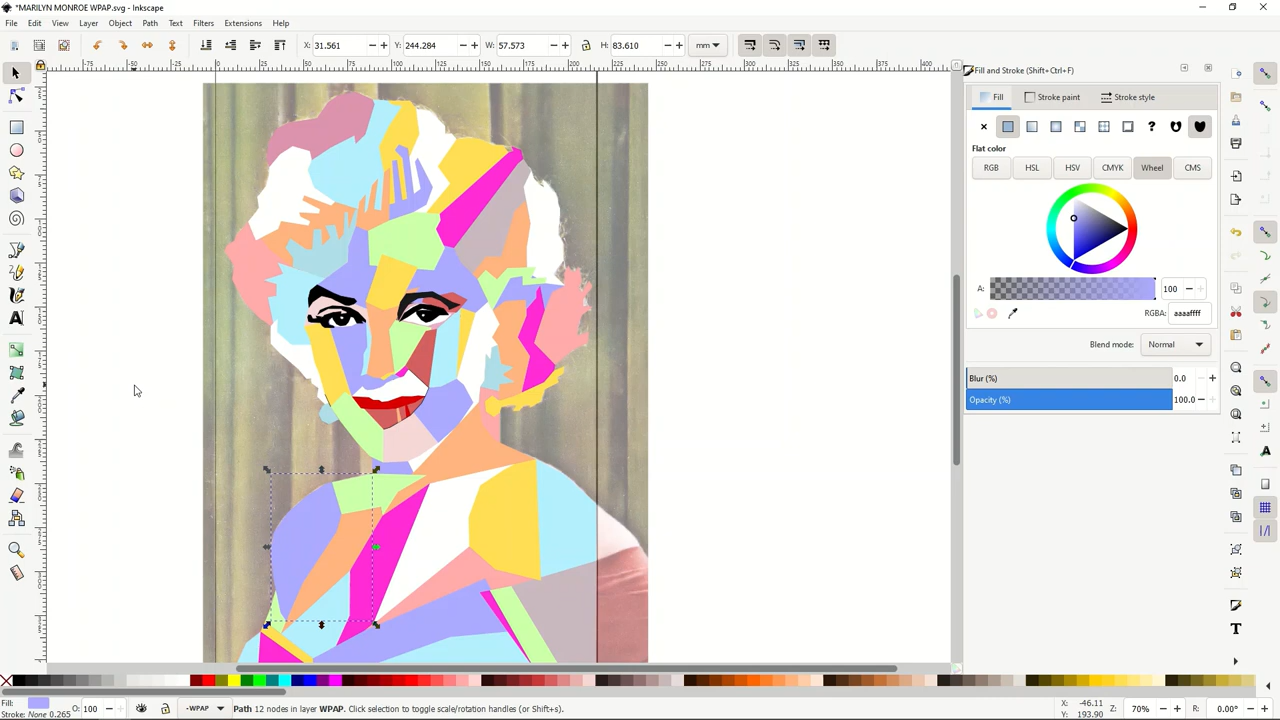 *MARILYN MONROE WPAP.svg - Inkscape
File Edit View Layer Object Path Text Filters Extensions Help
X: 31.561 Y: 244.284 W: 57.573 H: 83.610 mm
Fill and Stroke (Shift+Ctrl+F)
Fill Stroke paint Stroke style
?
Flat color
RGB HSL HSV CMYK Wheel CMS
A: 100
RGBA: aaaaffff
Blend mode: Normal
Blur (%) 0.0
Opacity (%) 100.0
Fill: O: 100 -WPAP Path 12 nodes in layer WPAP. Click selection to toggle scale/rotation handles (or Shift+s). X: -46.11 Z: 70% R: 0.00°
Stroke: None 0.265 Y: 193.90